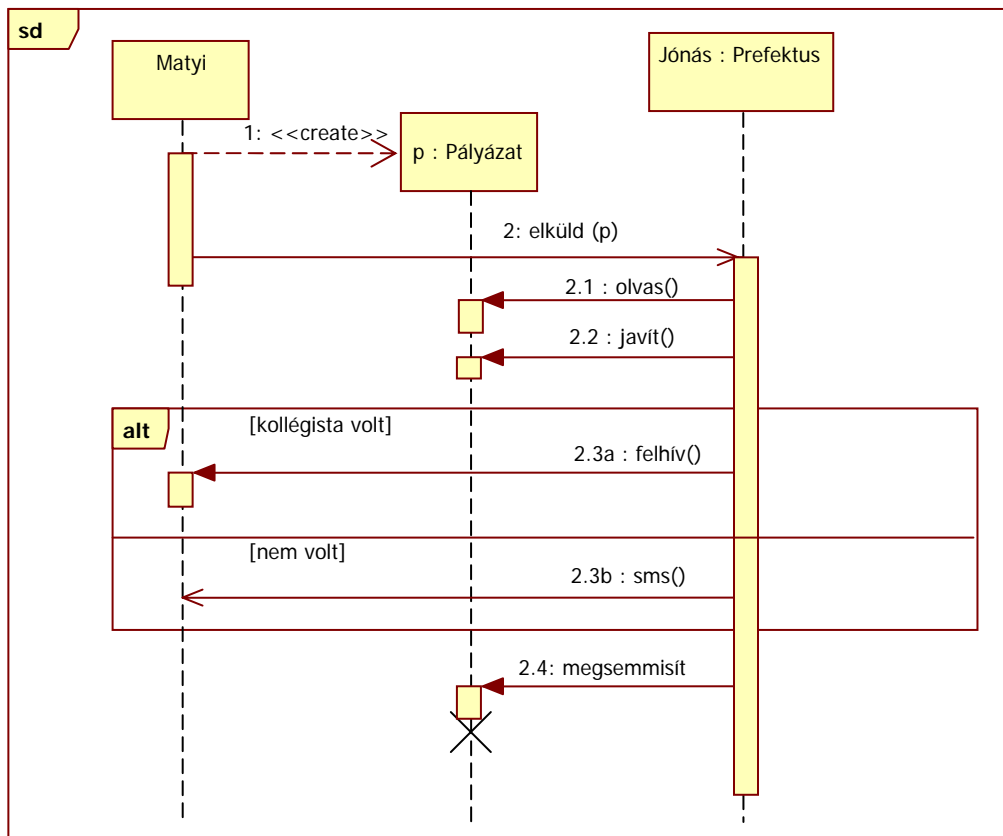 sd
Matyi
Jónás : Prefektus
1: <<create>>
p : Pályázat
2: elküld (p)
2.1 : olvas()
2.2 : javít()
alt
[kollégista volt]
2.3a : felhív()
[nem volt]
2.3b : sms()
2.4: megsemmisít